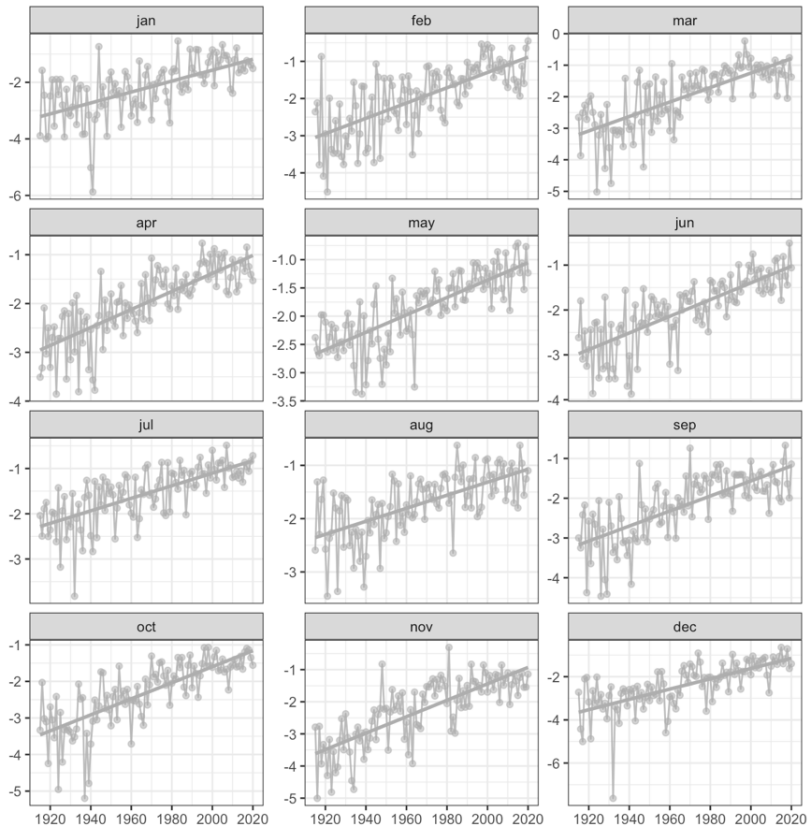 jan feb mar
0
-1
-2 -2 -1
-2
-3 -3
-4 -4
-4
-6 -5
apr may jun
-1 -1.0 -1
-1.5
-2 -2.0 -2
-2.5
-3 -3
-3.0
-4 -3.5 -4
jul aug sep
-1 -1 -1
-2
-2 -2
-3
-3 -3 -4
oct nov dec
-1 -1
-2 -2 -2
-3 -3 -4
-4 -4
-6
-5 -5
1920 1940 1960 1980 2000 2020 1920 1940 1960 1980 2000 2020 1920 1940 1960 1980 2000 2020